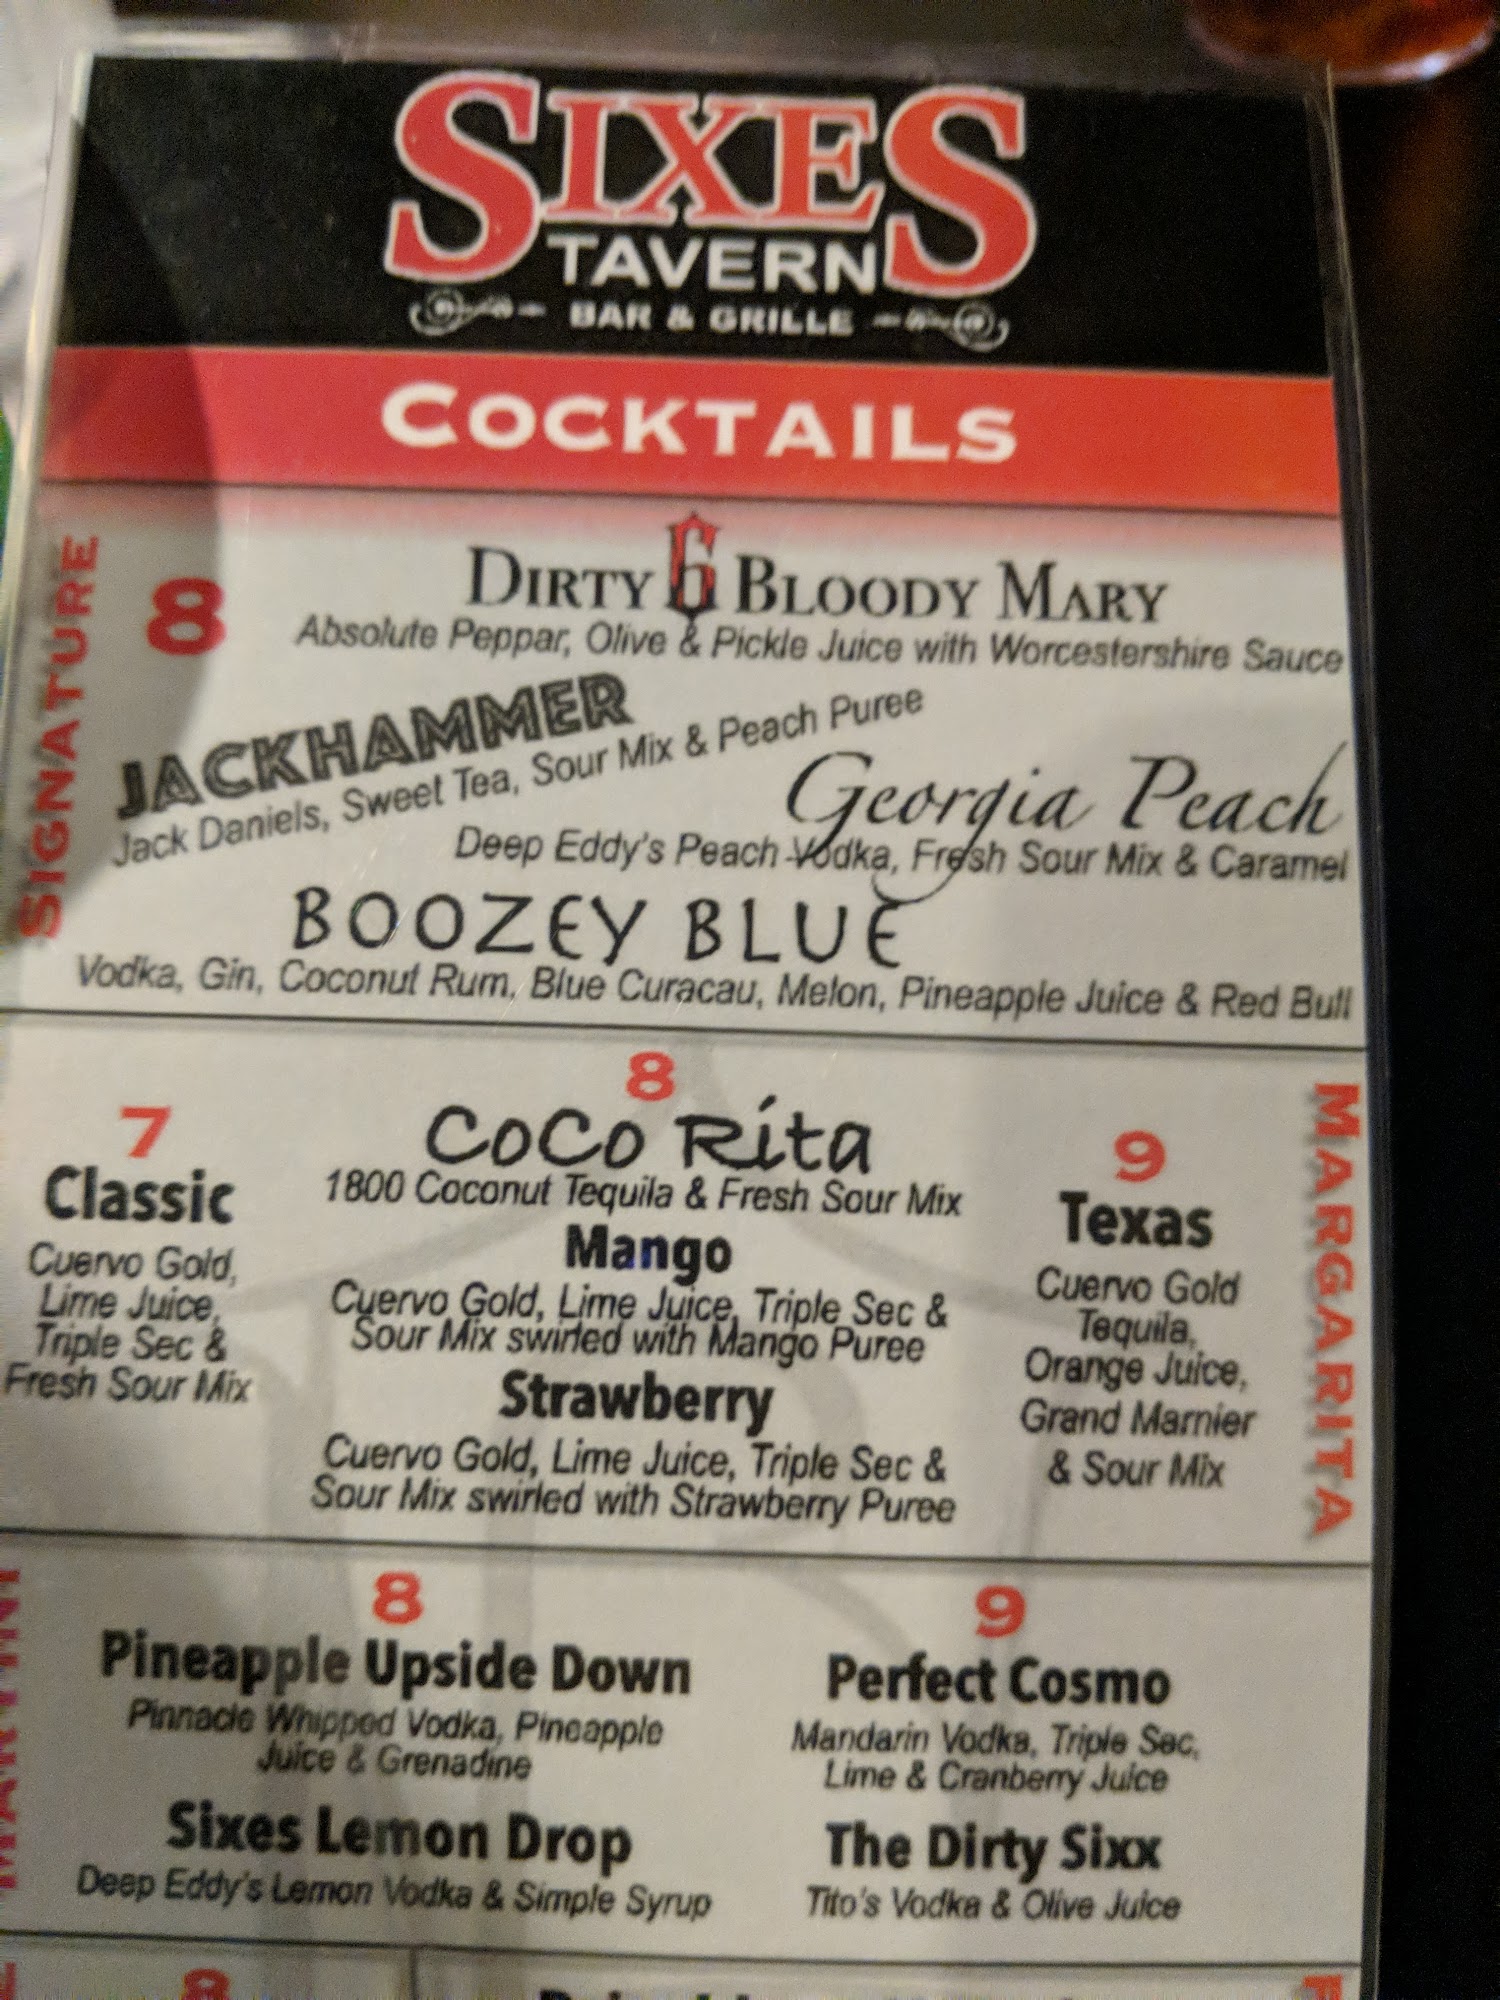 SIXES
TAVERN
BAR & GRILLE
COCKTAILS
SIGNATURE
8
DIRTY 6 BLOODY MARY
Absolute Peppar, Olive & Pickle Juice with Worcestershire Sauce
JACKHAMMER
Jack Daniels, Sweet Tea, Sour Mix & Peach Puree
Georgia Peach
Deep Eddy's Peach Vodka, Fresh Sour Mix & Caramel
BOOZEY BLUE
Vodka, Gin, Coconut Rum, Blue Curacau, Melon, Pineapple Juice & Red Bull
MARGARITA
7
Classic
Cuervo Gold,
Lime Juice,
Triple Sec &
Fresh Sour Mix
8
CoCo Rita
1800 Coconut Tequila & Fresh Sour Mix
Mango
Cuervo Gold, Lime Juice, Triple Sec &
Sour Mix swirled with Mango Puree
Strawberry
Cuervo Gold, Lime Juice, Triple Sec &
Sour Mix swirled with Strawberry Puree
9
Texas
Cuervo Gold
Tequila,
Orange Juice,
Grand Marnier
& Sour Mix
MARTINI
8
Pineapple Upside Down
Pinnacle Whipped Vodka, Pineapple
Juice & Grenadine
Sixes Lemon Drop
Deep Eddy's Lemon Vodka & Simple Syrup
9
Perfect Cosmo
Mandarin Vodka, Triple Sec,
Lime & Cranberry Juice
The Dirty Sixx
Tito's Vodka & Olive Juice
8